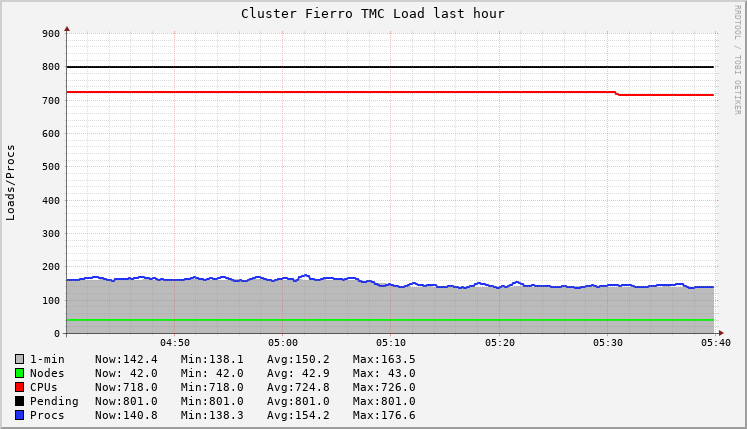 Cluster Fierro TMC Load last hour
RRDTOOL / TOBI OETIKER
Loads/Procs
900
800
700
600
500
400
300
200
100
0
04:50 05:00 05:10 05:20 05:30 05:40
1-min Now:142.4 Min:138.1 Avg:150.2 Max:163.5
Nodes Now: 42.0 Min: 42.0 Avg: 42.9 Max: 43.0
CPUs Now:718.0 Min:718.0 Avg:724.8 Max:726.0
Pending Now:801.0 Min:801.0 Avg:801.0 Max:801.0
Procs Now:140.8 Min:138.3 Avg:154.2 Max:176.6